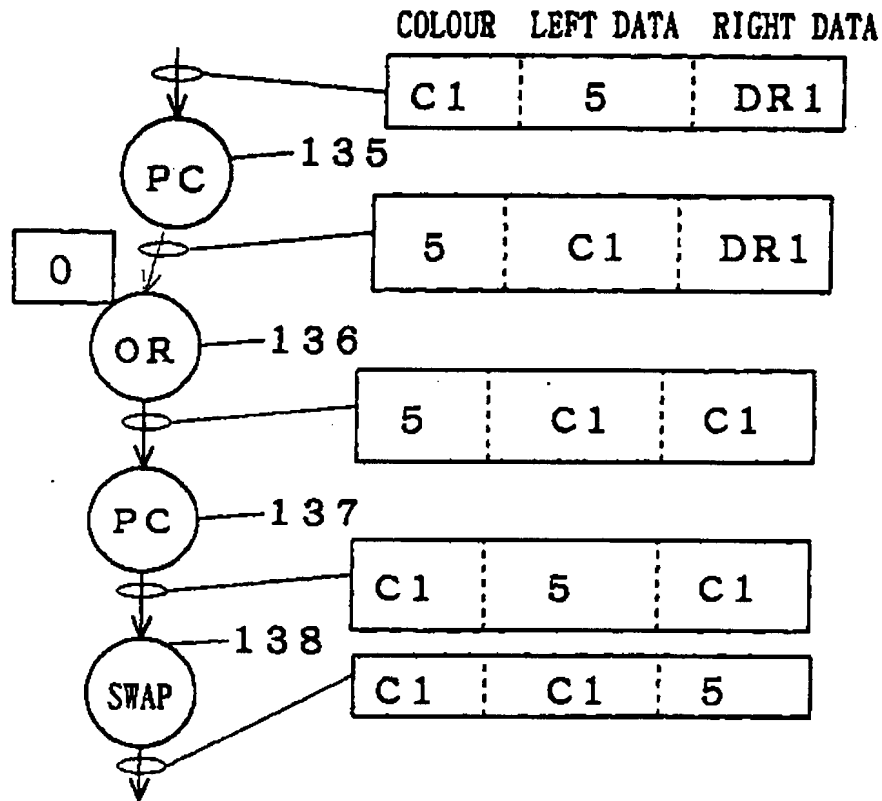 COLOUR LEFT DATA RIGHT DATA
C1 5 DR1
PC 135
5 C1 DR1
0
OR 136
5 C1 C1
PC 137
C1 5 C1
SWAP 138
C1 C1 5